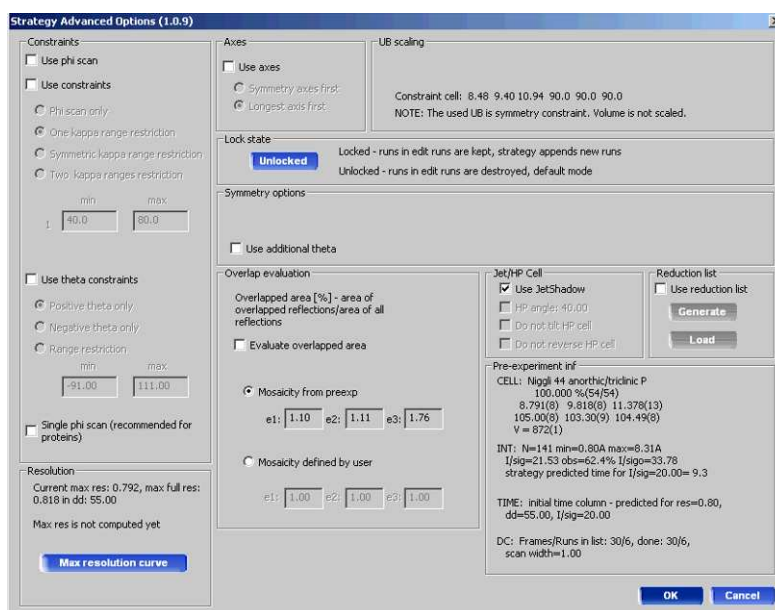 Strategy Advanced Options (1.0.9)
Constraints
Use phi scan
Use constraints
Phi scan only
One kappa range restriction
Symmetric kappa range restriction
Two kappa ranges restriction
min max
1 40.0 80.0
Use theta constraints
Positive theta only
Negative theta only
Range restriction
min max
-91.00 111.00
Single phi scan (recommended for
proteins)
Resolution
Current max res: 0.792, max full res:
0.818 in dd: 55.00
Max res is not computed yet
Max resolution curve
Axes
Use axes
Symmetry axes first
Longest axis first
UB scaling
Constraint cell: 8.48 9.40 10.94 90.0 90.0 90.0
NOTE: The used UB is symmetry constraint. Volume is not scaled.
Lock state
Unlocked
Locked - runs in edit runs are kept, strategy appends new runs
Unlocked - runs in edit runs are destroyed, default mode
Symmetry options
Use additional theta
Overlap evaluation
Overlapped area [%] - area of
overlapped reflections/area of all
reflections
Evaluate overlapped area
Mosaicity from preexp
e1: 1.10 e2: 1.11 e3: 1.76
Mosaicity defined by user
e1: 1.00 e2: 1.00 e3: 1.00
Jet/HP Cell
Use JetShadow
HP angle: 40.00
Do not tilt HP cell
Do not reverse HP cell
Reduction list
Use reduction list
Generate
Load
Pre-experiment inf
CELL: Niggli 44 anorthic/triclinic P
100.000 %(54/54)
8.791(8) 9.818(8) 11.378(13)
105.00(8) 103.30(9) 104.49(8)
V = 872(1)
INT: N=141 min=0.80A max=8.31A
I/sig=21.53 obs=62.4% I/sigo=33.78
strategy predicted time for I/sig=20.00= 9.3
TIME: initial time column - predicted for res=0.80,
dd=55.00, I/sig=20.00
DC: Frames/Runs in list: 30/6, done: 30/6,
scan width=1.00
OK Cancel